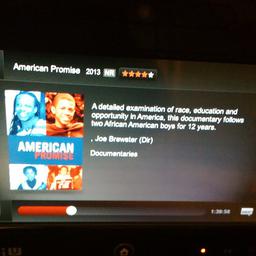 American Promise 2013 NR
A detailed examination of race, education and
opportunity in America, this documentary follows
two African American boys for 12 years.
, Joe Brewster (Dir)
Documentaries
AMERICAN
PROMISE
1:39:58